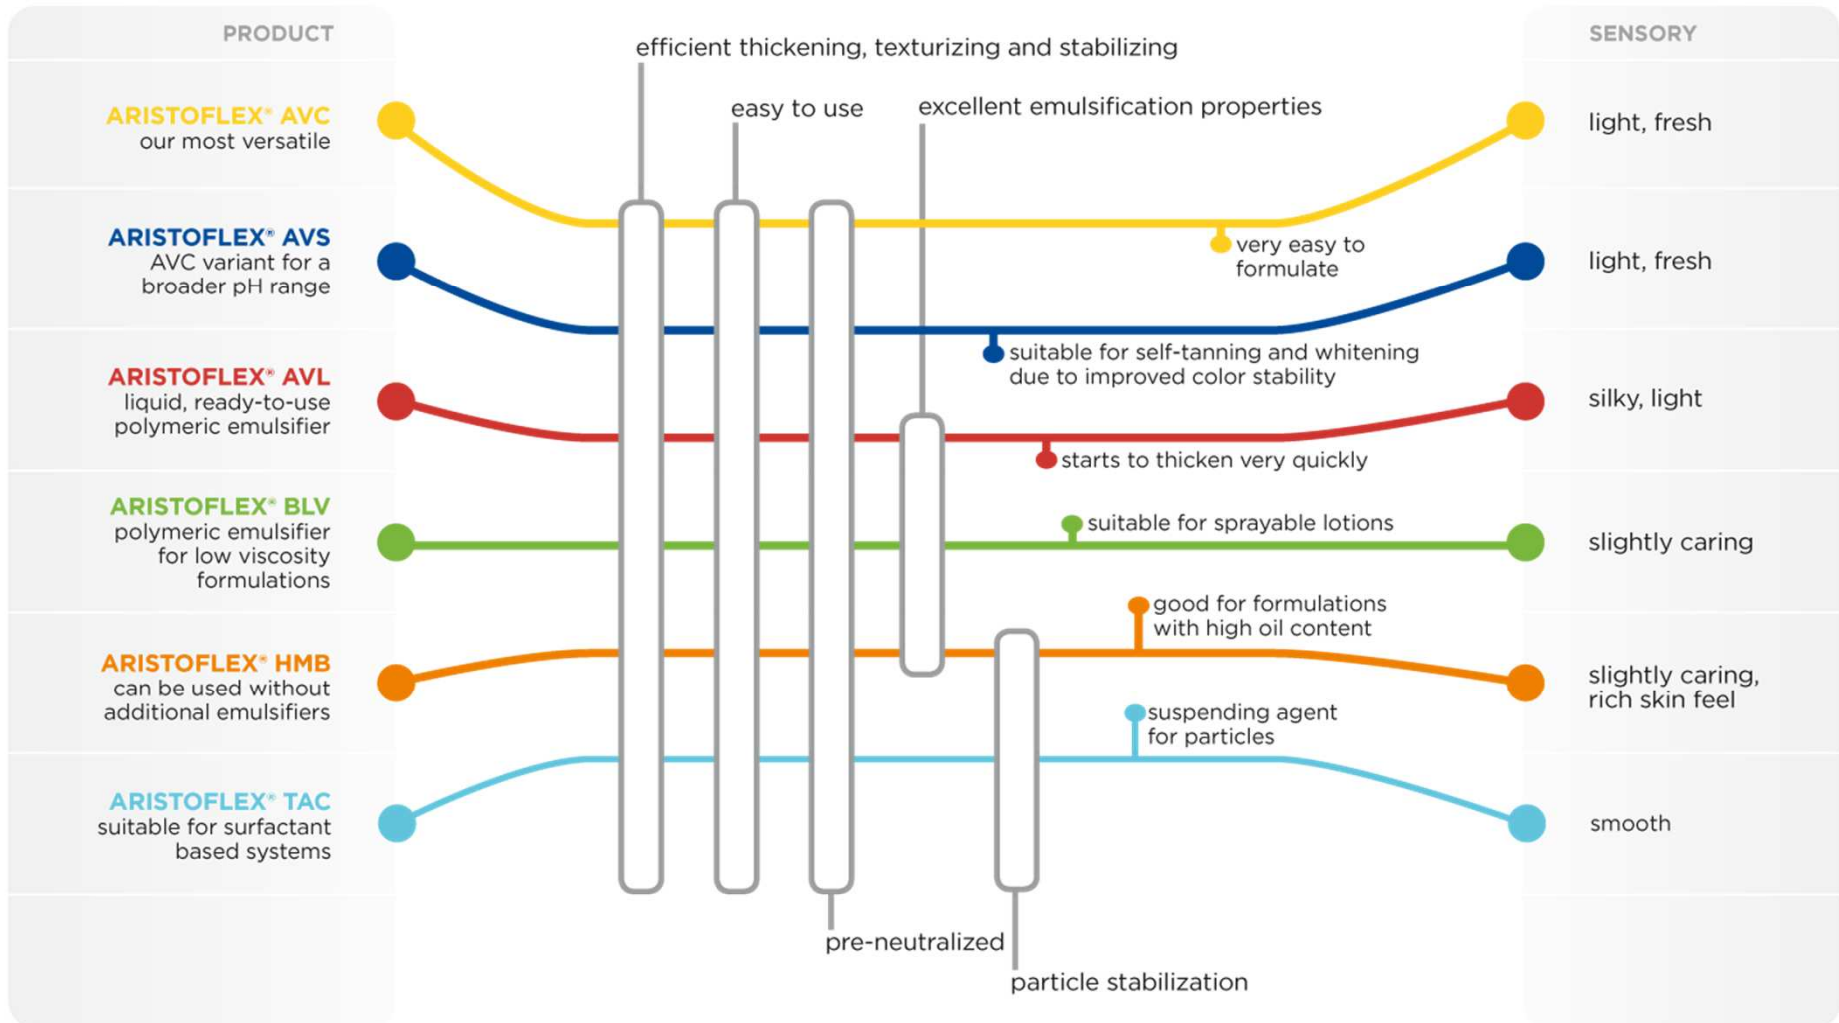 PRODUCT
SENSORY
efficient thickening, texturizing and stabilizing
easy to use
excellent emulsification properties
ARISTOFLEX® AVC
our most versatile
light, fresh
very easy to
formulate
ARISTOFLEX® AVS
AVC variant for a
broader pH range
light, fresh
suitable for self-tanning and whitening
due to improved color stability
ARISTOFLEX® AVL
liquid, ready-to-use
polymeric emulsifier
silky, light
starts to thicken very quickly
ARISTOFLEX® BLV
polymeric emulsifier
for low viscosity
formulations
suitable for sprayable lotions
slightly caring
good for formulations
with high oil content
ARISTOFLEX® HMB
can be used without
additional emulsifiers
slightly caring,
rich skin feel
suspending agent
for particles
ARISTOFLEX® TAC
suitable for surfactant
based systems
smooth
pre-neutralized
particle stabilization